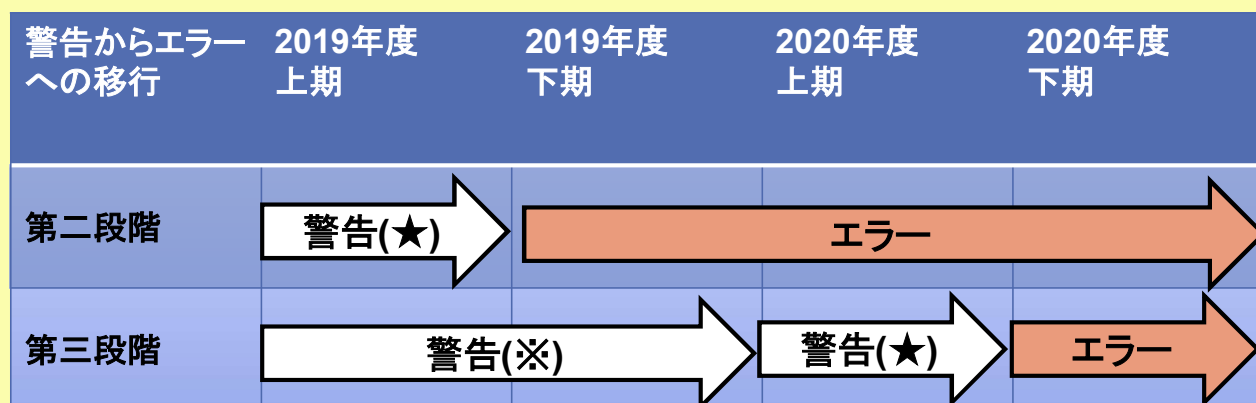 警告からエラー
への移行
2019年度
上期
2019年度
下期
2020年度
上期
2020年度
下期
第二段階
警告(★)
エラー
第三段階
警告(※)
警告(★)
エラー